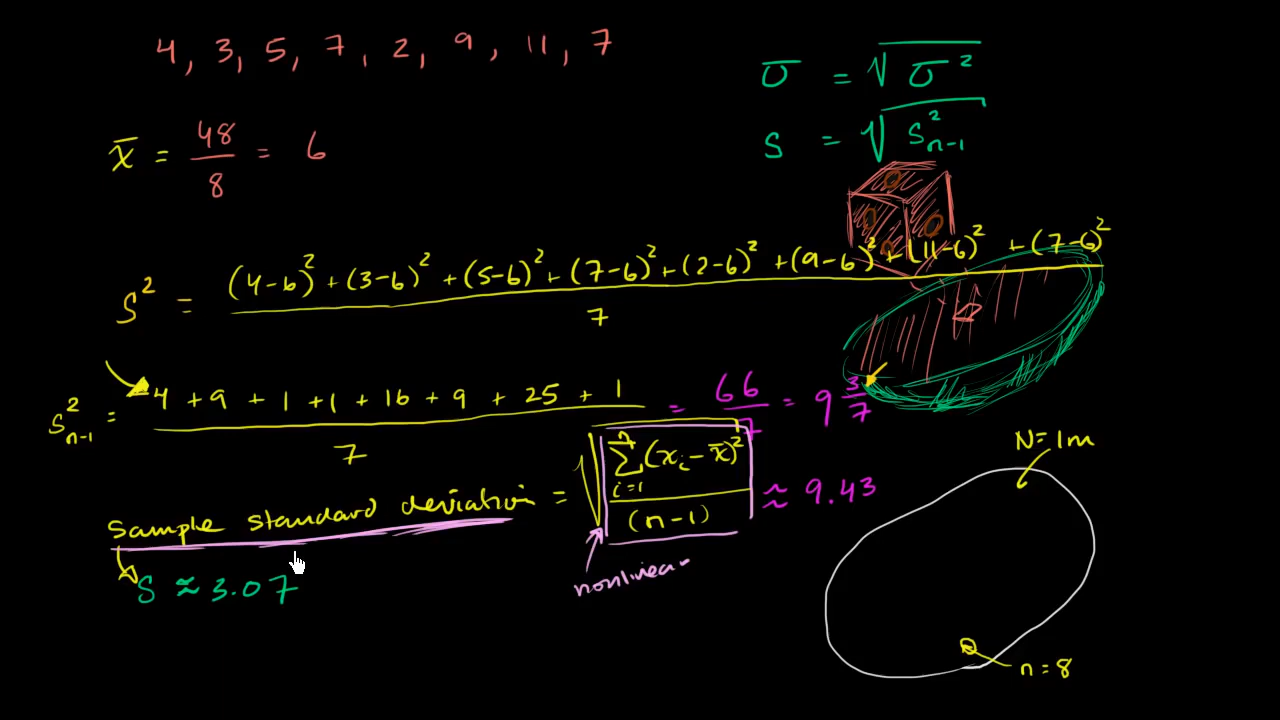 4, 3, 5, 7, 2, 9, 11, 7
σ = √σ²
x̄ = 48/8 = 6
S = √S²ₙ₋₁
S² = ((4-6)² + (3-6)² + (5-6)² + (7-6)² + (2-6)² + (9-6)² + (11-6)² + (7-6)²)/7
S²ₙ₋₁ = (4 + 9 + 1 + 1 + 16 + 9 + 25 + 1)/7 = 66/7 = 9 3/7
N=1m
sample standard deviation = √(∑ᵢ₌₁ⁿ (xᵢ - x̄)²/(n-1)) ≈ 9.43
nonlinear
S ≈ 3.07
n=8